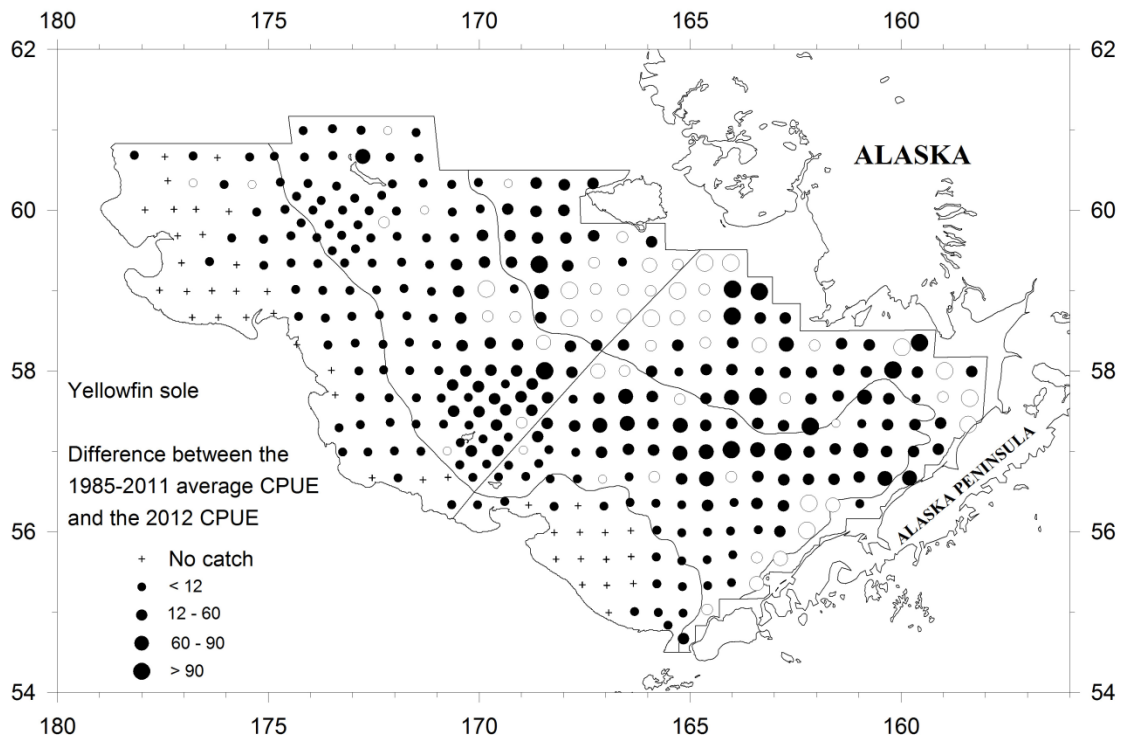 180 175 170 165 160
62 62
ALASKA
60 60
58 58
Yellowfin sole
Difference between the
1985-2011 average CPUE
and the 2012 CPUE
ALASKA PENINSULA
56 56
+ No catch
< 12
12 - 60
60 - 90
> 90
54 54
180 175 170 165 160